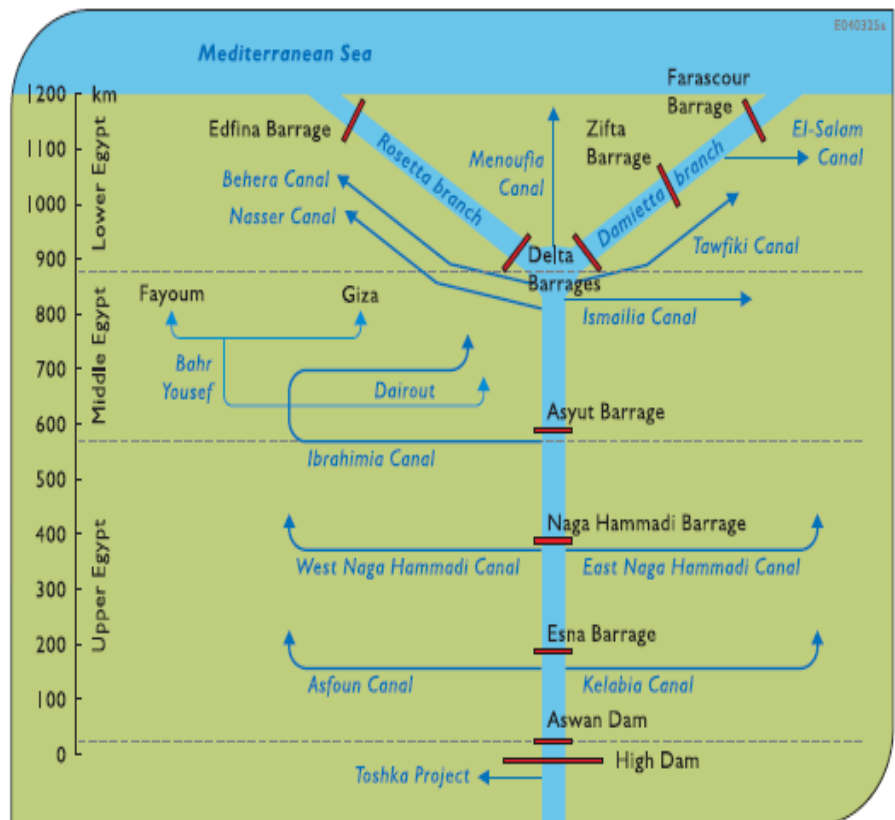 E040325a
Mediterranean Sea
1200 km
Farascour
Barrage
Edfina Barrage
Zifta
Barrage
El-Salam
Canal
1100
Rosetta branch
Menoufia
Canal
Damietta branch
Behera Canal
1000
Nasser Canal
Lower Egypt
Tawfiki Canal
900
Delta
Barrages
Fayoum
Giza
800
Ismailia Canal
Middle Egypt
Bahr
Yousef
700
Dairout
Asyut Barrage
600
Ibrahimia Canal
500
Naga Hammadi Barrage
400
West Naga Hammadi Canal
East Naga Hammadi Canal
Upper Egypt
300
Esna Barrage
200
Asfoun Canal
Kelabia Canal
100
Aswan Dam
0
High Dam
Toshka Project